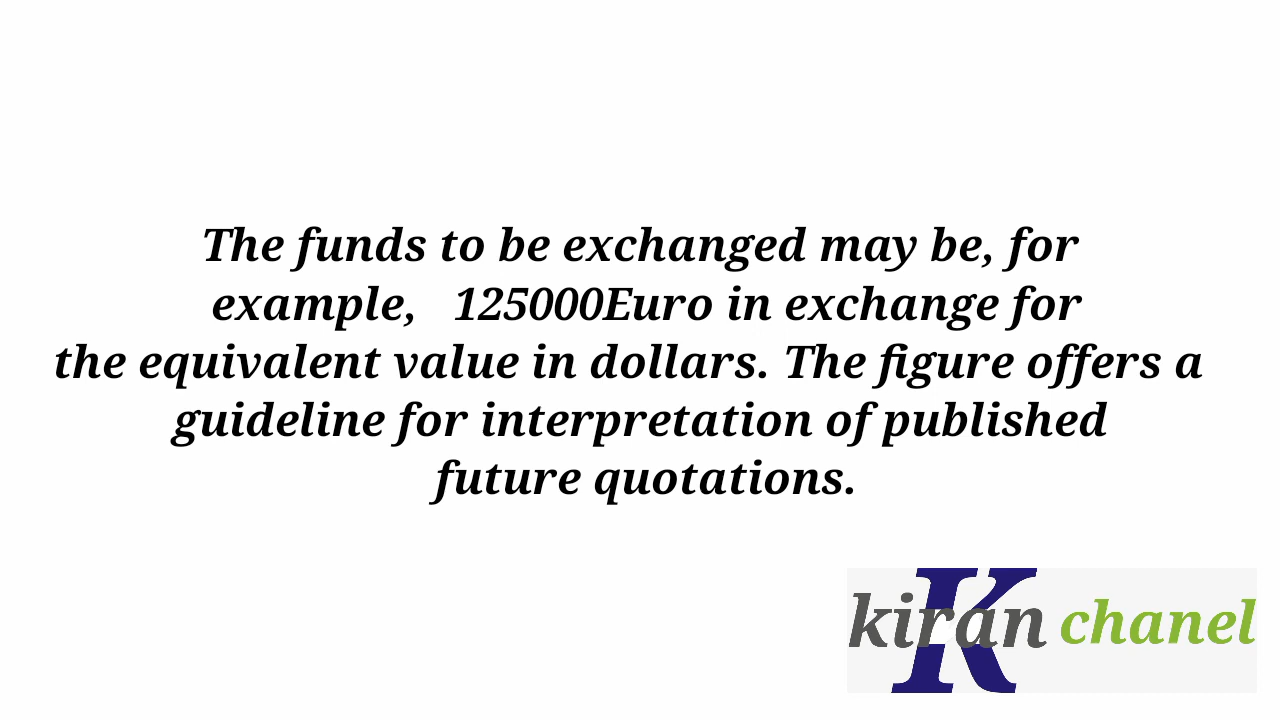 The funds to be exchanged may be, for
example, 125000Euro in exchange for
the equivalent value in dollars. The figure offers a
guideline for interpretation of published
future quotations.
K
kiran chanel